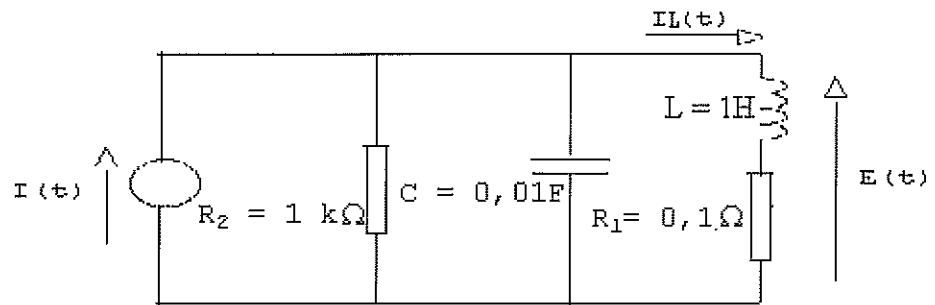 IL(t)
L = 1H
I(t)
R₂ = 1 kΩ
C = 0,01F
R₁= 0,1Ω
E(t)